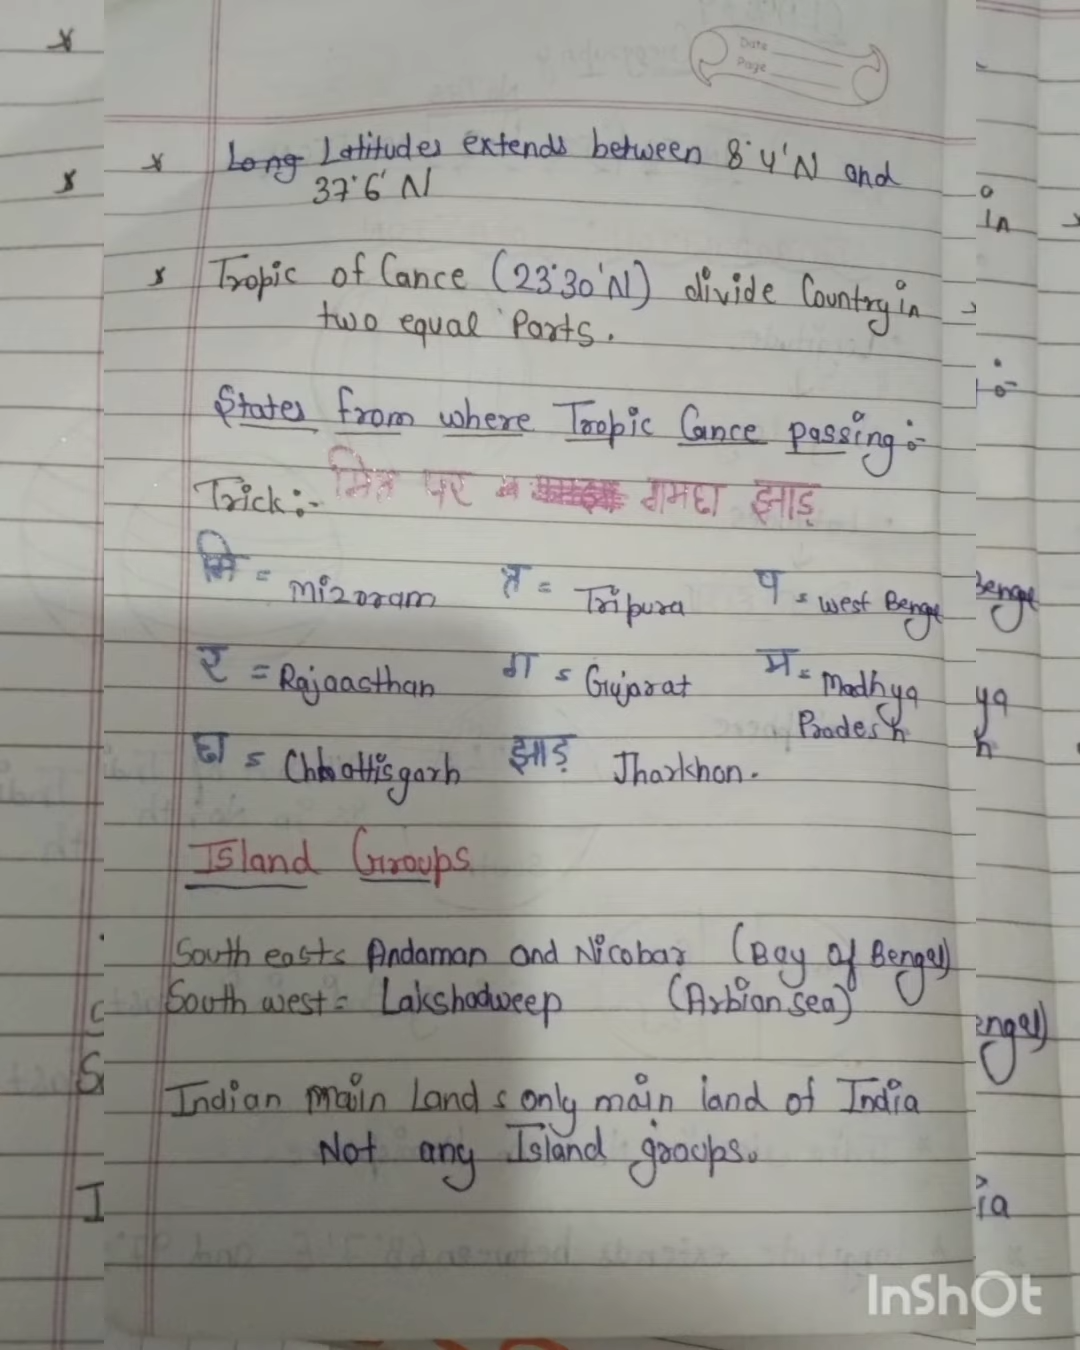 Date
Page
Long Latitudes extends between 8°4'N and
37°6'N
Tropic of Cance (23°30'N) divide Country in
two equal Parts.
States from where Tropic Cance passing :-
Trick :- मित्र पर गमछा झाड़
मि = Mizoram त्र = Tripura प = West Benge
र = Rajaasthan ग = Gujarat म = Madhya
Pradesh
छा = Chhattisgarh झाड़ Jharkhan.
Island Groups
South east = Andaman and Nicobar (Bay of Bengal)
South west = Lakshadweep (Arbian sea)
Indian main Land = only main land of India
Not any Island groups.
InShOt